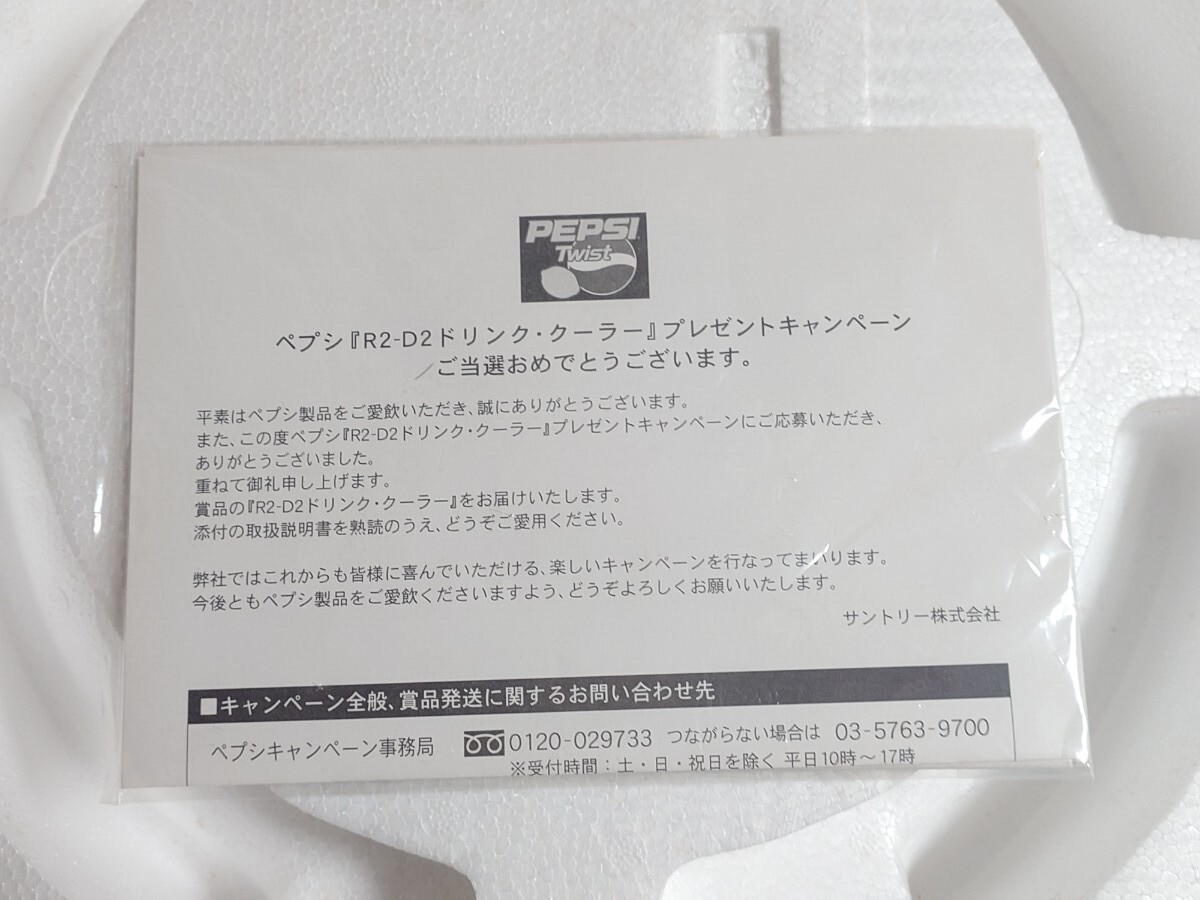 PEPSI
Twist
ペプシ『R2-D2ドリンク・クーラー』プレゼントキャンペーン
ご当選おめでとうございます。
平素はペプシ製品をご愛飲いただき、誠にありがとうございます。
また、この度ペプシ『R2-D2ドリンク・クーラー』プレゼントキャンペーンにご応募いただき、
ありがとうございました。
重ねて御礼申し上げます。
賞品の『R2-D2ドリンク・クーラー』をお届けいたします。
添付の取扱説明書を熟読のうえ、どうぞご愛用ください。
弊社ではこれからも皆様に喜んでいただける、楽しいキャンペーンを行なってまいります。
今後ともペプシ製品をご愛飲くださいますよう、どうぞよろしくお願いいたします。
サントリー株式会社
■キャンペーン全般、賞品発送に関するお問い合わせ先
ペプシキャンペーン事務局 0120-029733 つながらない場合は 03-5763-9700
※受付時間：土・日・祝日を除く 平日10時〜17時